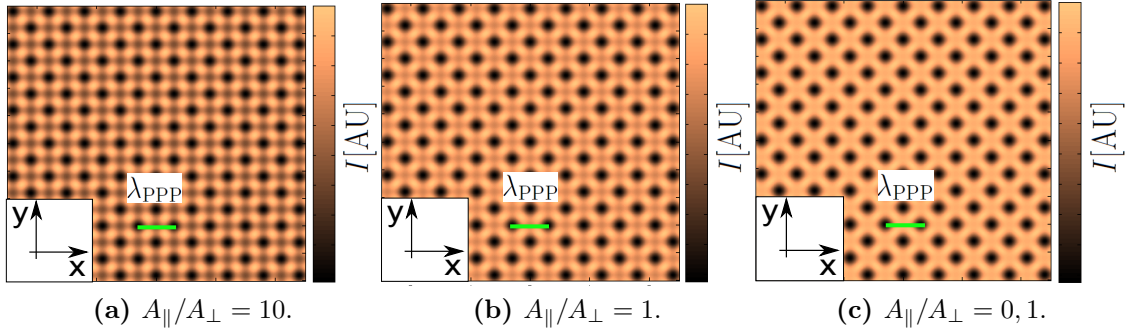 I [AU]
λPPP
y
x
(a) A∥/A⊥ = 10.
I [AU]
λPPP
y
x
(b) A∥/A⊥ = 1.
I [AU]
λPPP
y
x
(c) A∥/A⊥ = 0, 1.